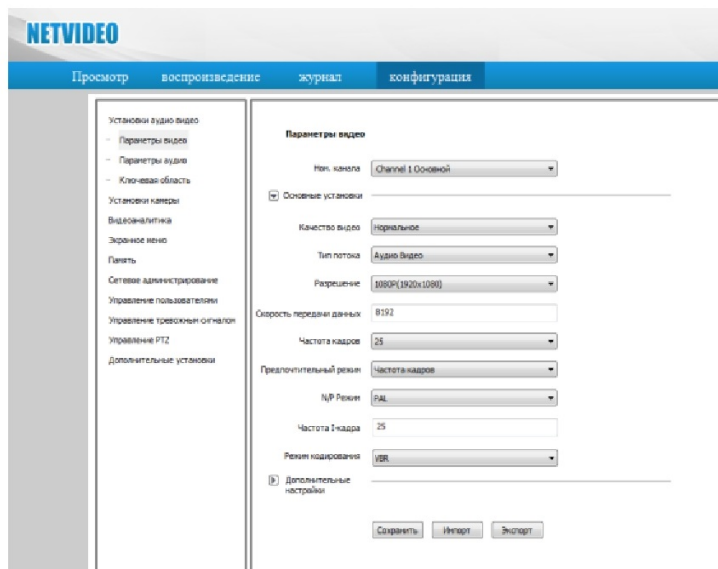 NETVIDEO
Просмотр воспроизведение журнал конфигурация
Установки аудио видео
Параметры видео
Параметры аудио
Ключевая область
Установки камеры
Видеоаналитика
Экранное меню
Память
Сетевое администрирование
Управление пользователями
Управление тревожным сигналом
Управление PTZ
Дополнительные установки
Параметры видео
Ном. канала Channel 1 Основной
Основные установки
Качество видео Нормальное
Тип потока Аудио Видео
Разрешение 1080P(1920x1080)
Скорость передачи данных 8192
Частота кадров 25
Предпочтительный режим Частота кадров
N/P Режим PAL
Частота I-кадра 25
Режим кодирования VBR
Дополнительные
настройки
Сохранить Импорт Экспорт